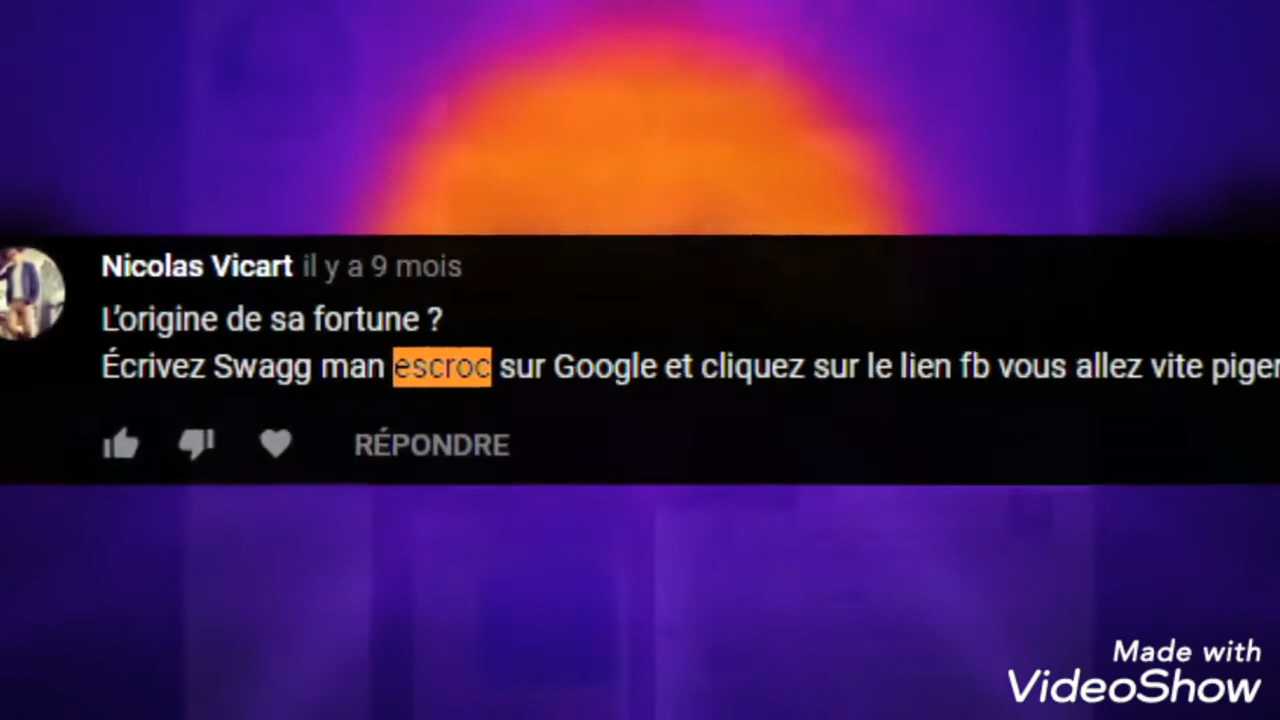 Nicolas Vicart il y a 9 mois
L'origine de sa fortune ?
Écrivez Swagg man escroc sur Google et cliquez sur le lien fb vous allez vite piger
RÉPONDRE
Made with
VideoShow